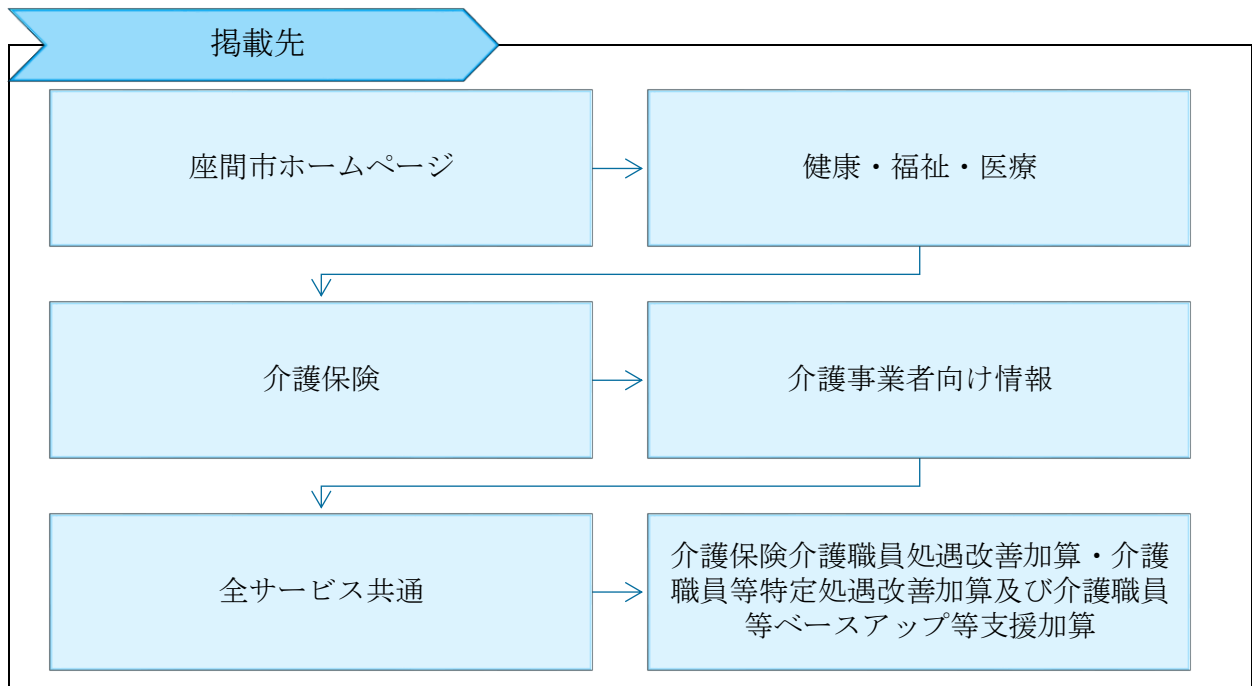 掲載先
座間市ホームページ
健康・福祉・医療
介護保険
介護事業者向け情報
全サービス共通
介護保険介護職員処遇改善加算・介護
職員等特定処遇改善加算及び介護職員
等ベースアップ等支援加算